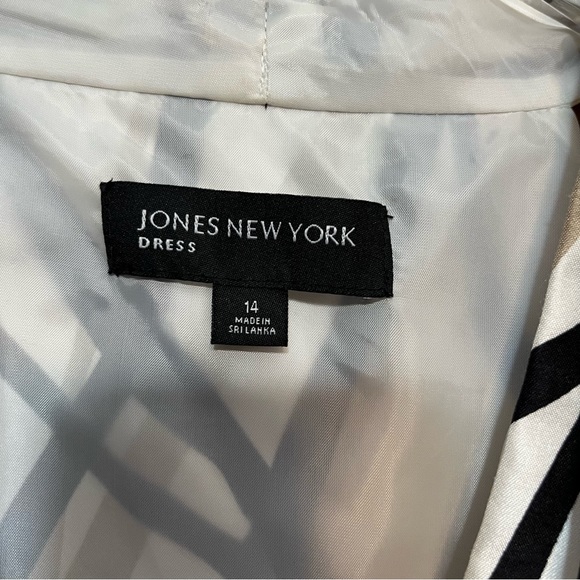 JONES NEW YORK
DRESS
14
MADE IN
SRI LANKA